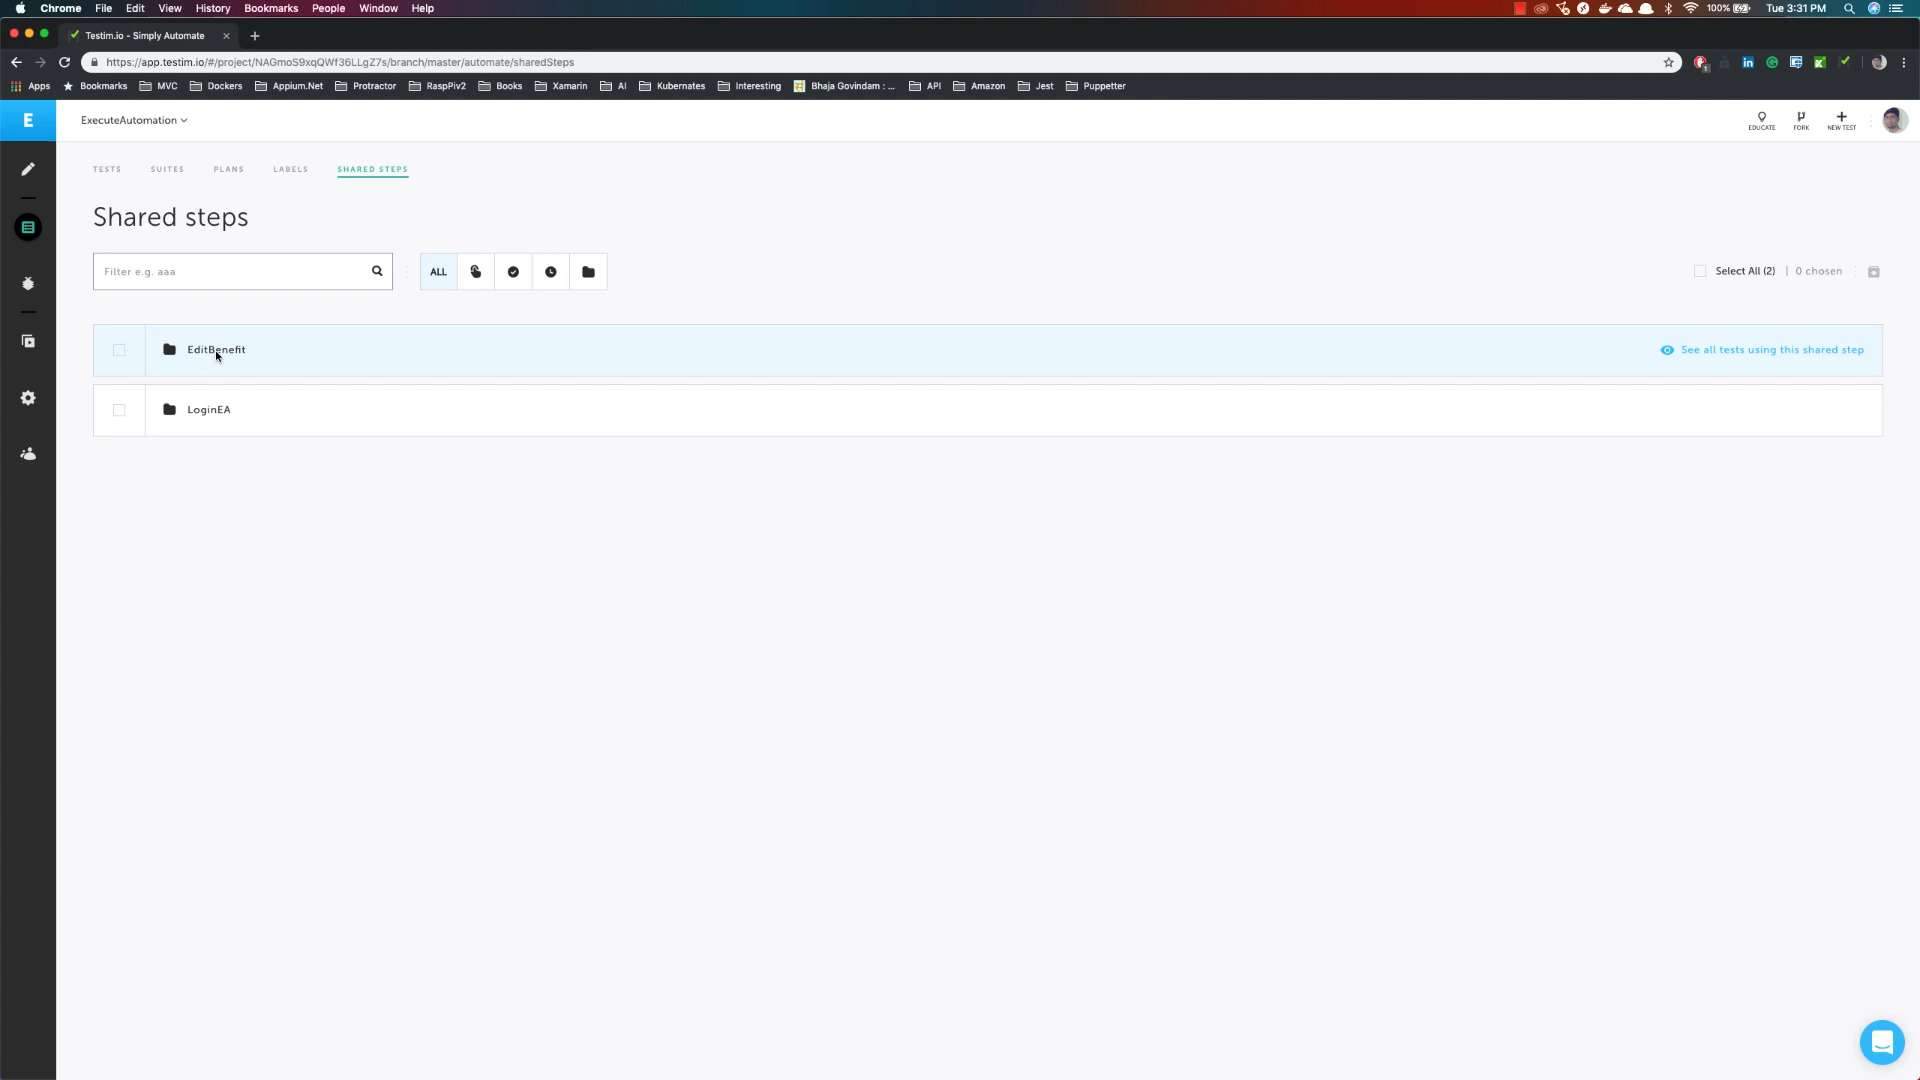 Chrome File Edit View History Bookmarks People Window Help 100% Tue 3:31 PM
Testim.io - Simply Automate
https://app.testim.io/#/project/NAGmoS9xqQWf36LLgZ7s/branch/master/automate/sharedSteps
Apps Bookmarks MVC Dockers Appium.Net Protractor RaspPiv2 Books Xamarin AI Kubernates Interesting Bhaja Govindam : ... API Amazon Jest Puppetter
E ExecuteAutomation EDUCATE FORK NEW TEST
TESTS SUITES PLANS LABELS SHARED STEPS
Shared steps
Filter e.g. aaa ALL Select All (2) | 0 chosen
EditBenefit See all tests using this shared step
LoginEA